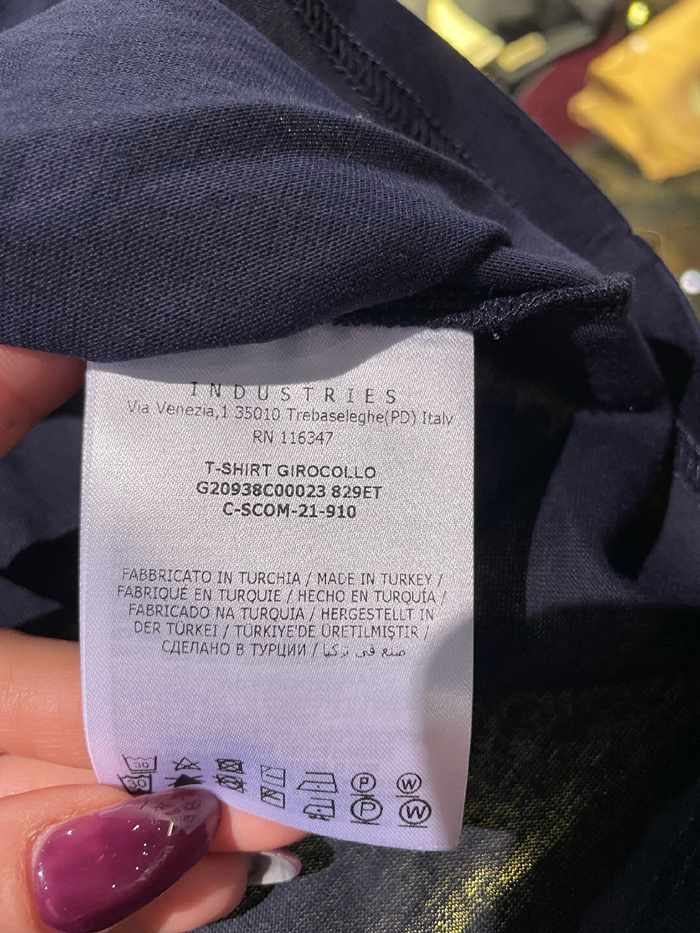 INDUSTRIES
Via Venezia,1 35010 Trebaseleghe(PD) Italy
RN 116347
T-SHIRT GIROCOLLO
G20938C00023 829ET
C-SCOM-21-910
FABBRICATO IN TURCHIA / MADE IN TURKEY /
FABRIQUÉ EN TURQUIE / HECHO EN TURQUÍA /
FABRICADO NA TURQUIA / HERGESTELLT IN
DER TÜRKEI / TÜRKIYE'DE ÜRETILMIŞTIR /
СДЕЛАНО В ТУРЦИИ / صنع في تركيا
30 P W
30 P W